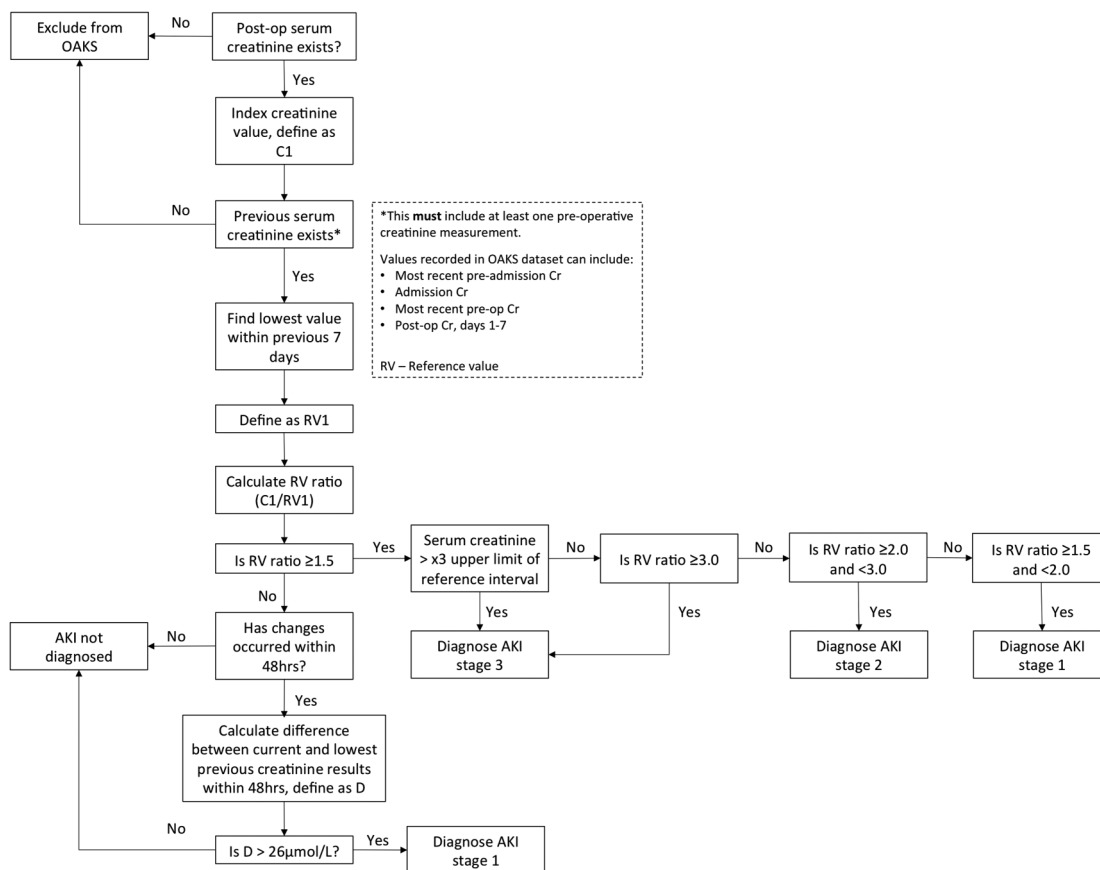 Exclude from
OAKS
No
Post-op serum
creatinine exists?
Yes
Index creatinine
value, define as
C1
No
Previous serum
creatinine exists*
Yes
*This must include at least one pre-operative
creatinine measurement.
Values recorded in OAKS dataset can include:
• Most recent pre-admission Cr
• Admission Cr
• Most recent pre-op Cr
• Post-op Cr, days 1-7
RV – Reference value
Find lowest value
within previous 7
days
Define as RV1
Calculate RV ratio
(C1/RV1)
Is RV ratio ≥1.5
Yes
Serum creatinine
> x3 upper limit of
reference interval
No
Is RV ratio ≥3.0
No
Is RV ratio ≥2.0
and <3.0
No
Is RV ratio ≥1.5
and <2.0
No
Yes
Yes
Yes
Yes
Diagnose AKI
stage 3
Diagnose AKI
stage 2
Diagnose AKI
stage 1
AKI not
diagnosed
No
Has changes
occurred within
48hrs?
Yes
Calculate difference
between current and lowest
previous creatinine results
within 48hrs, define as D
No
Is D > 26μmol/L?
Yes
Diagnose AKI
stage 1